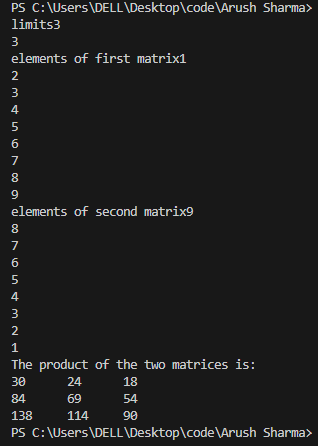 PS C:\Users\DELL\Desktop\code\Arush Sharma>
limits3
3
elements of first matrix1
2
3
4
5
6
7
8
9
elements of second matrix9
8
7
6
5
4
3
2
1
The product of the two matrices is:
30 24 18
84 69 54
138 114 90
PS C:\Users\DELL\Desktop\code\Arush Sharma>